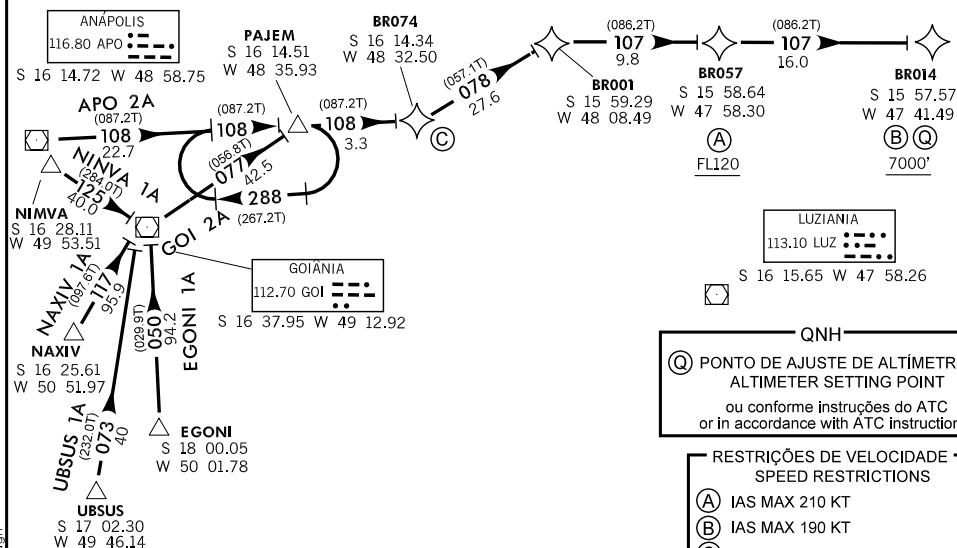 ANÁPOLIS
116.80 APO
S 16 14.72 W 48 58.75
PAJEM
S 16 14.51
W 48 35.93
BR074
S 16 14.34
W 48 32.50
(086.2T)
107
9.8
(086.2T)
107
16.0
BR001
S 15 59.29
W 48 08.49
BR057
S 15 58.64
W 47 58.30
A
FL120
BR014
S 15 57.57
W 47 41.49
B Q
7000'
(057.1T)
078
27.6
APO 2A
(087.2T)
108
22.7
(087.2T)
108
(087.2T)
108
3.3
C
(056.8T)
077
42.5
288
(267.2T)
NINVA 1A
(284.0T)
125
40.0
NIMVA
S 16 28.11
W 49 53.51
GOI 2A
GOIÂNIA
112.70 GOI
S 16 37.95 W 49 12.92
LUZIANIA
113.10 LUZ
S 16 15.65 W 47 58.26
NAXIV 1A
(097.6T)
117
95.9
NAXIV
S 16 25.61
W 50 51.97
(029.9T)
050
94.2
EGONI 1A
EGONI
S 18 00.05
W 50 01.78
UBSUS 1A
(232.0T)
073
40
UBSUS
S 17 02.30
W 49 46.14
QNH
Q PONTO DE AJUSTE DE ALTÍMETR
ALTIMETER SETTING POINT
ou conforme instruções do ATC
or in accordance with ATC instruction
RESTRIÇÕES DE VELOCIDADE
SPEED RESTRICTIONS
A IAS MAX 210 KT
B IAS MAX 190 KT